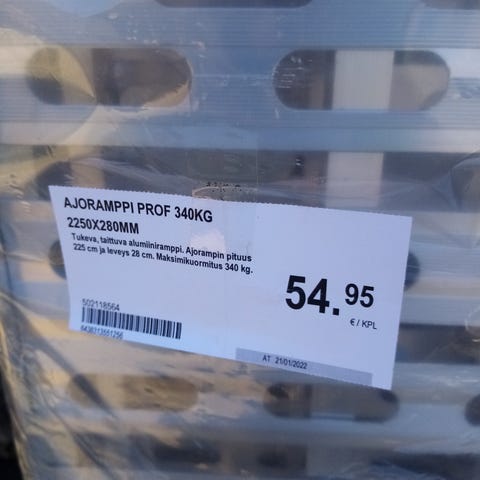 AJORAMPPI PROF 340KG
2250X280MM
Tukeva, taittuva alumiiniramppi. Ajorampin pituus
225 cm ja leveys 28 cm. Maksimikuormitus 340 kg.
54.95
€ / KPL
502118564
6438313551256
AT 21/01/2022